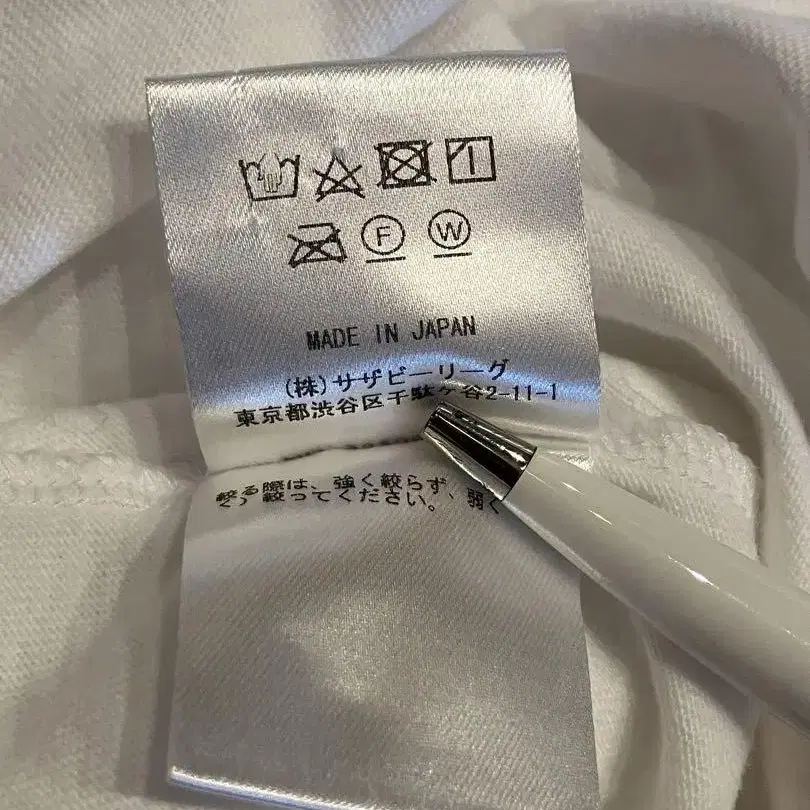 F W
MADE IN JAPAN
(株)サザビーリーグ
東京都渋谷区千駄ヶ谷2-11-1
絞る際は、強く絞らず、弱く
絞ってください。